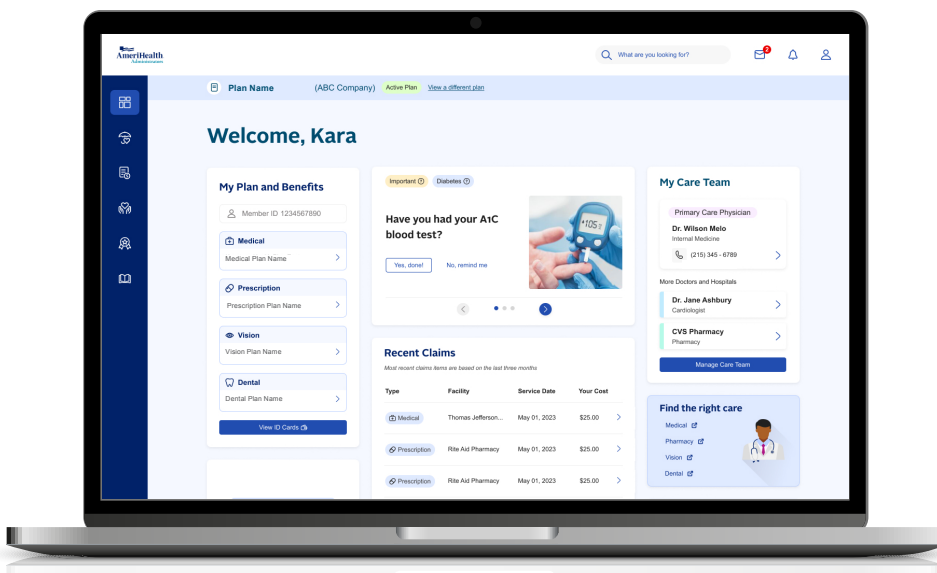 AmeriHealth
Administrators
What are you looking for?
2
Plan Name
(ABC Company)
Active Plan
View a different plan
Welcome, Kara
My Plan and Benefits
Member ID 1234567890
Medical
Medical Plan Name
Prescription
Prescription Plan Name
Vision
Vision Plan Name
Dental
Dental Plan Name
View ID Cards
Important
Diabetes
Have you had your A1C
blood test?
Yes, done!
No, remind me
105
Recent Claims
Most recent claims items are based on the last three months
Type Facility Service Date Your Cost
Medical Thomas Jefferson... May 01, 2023 $25.00
Prescription Rite Aid Pharmacy May 01, 2023 $25.00
Prescription Rite Aid Pharmacy May 01, 2023 $25.00
My Care Team
Primary Care Physician
Dr. Wilson Melo
Internal Medicine
(215) 345 - 6789
More Doctors and Hospitals
Dr. Jane Ashbury
Cardiologist
CVS Pharmacy
Pharmacy
Manage Care Team
Find the right care
Medical
Pharmacy
Vision
Dental